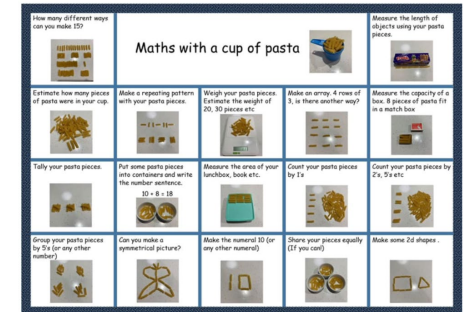 How many different ways
can you make 15?
Maths with a cup of pasta
Measure the length of
objects using your pasta
pieces.
Estimate how many pieces
of pasta were in your cup.
Make a repeating pattern
with your pasta pieces.
Weigh your pasta pieces.
Estimate the weight of
20, 30 pieces etc
Make an array. 4 rows of
3, is there another way?
Measure the capacity of a
box. 8 pieces of pasta fit
in a match box
Tally your pasta pieces.
Put some pasta pieces
into containers and write
the number sentence.
10 + 8 = 18
Measure the area of your
lunchbox, book etc.
Count your pasta pieces
by 1's
Count your pasta pieces by
2's, 5's etc
Group your pasta pieces
by 5's (or any other
number)
Can you make a
symmetrical picture?
Make the numeral 10 (or
any other numeral)
Share your pieces equally
(If you can!)
Make some 2d shapes .